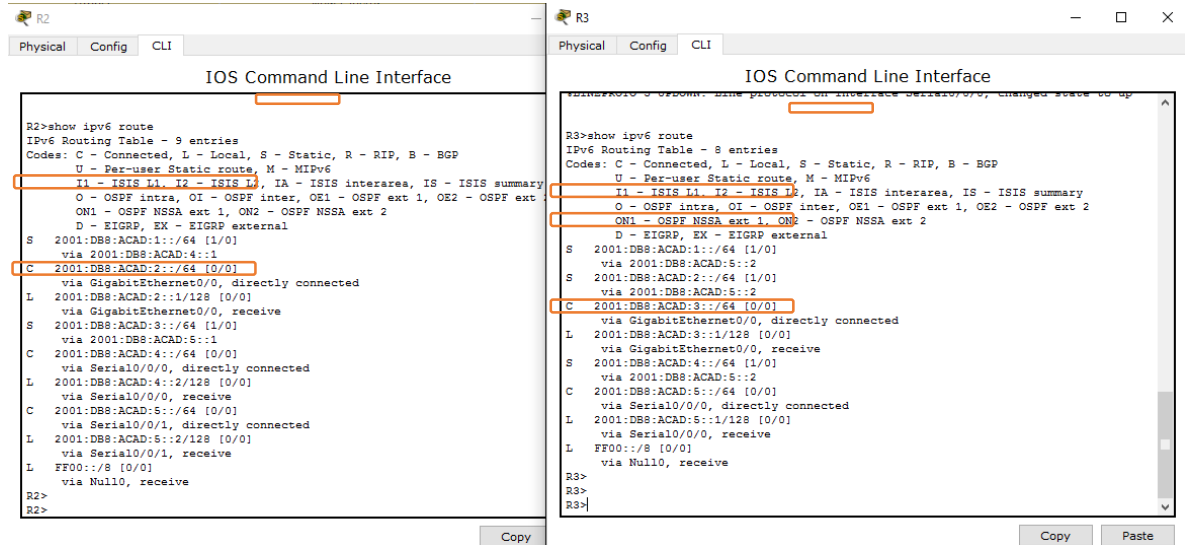 R2
Physical Config CLI
IOS Command Line Interface
R2>show ipv6 route
IPv6 Routing Table - 9 entries
Codes: C - Connected, L - Local, S - Static, R - RIP, B - BGP
U - Per-user Static route, M - MIPv6
I1 - ISIS L1, I2 - ISIS L2, IA - ISIS interarea, IS - ISIS summary
O - OSPF intra, OI - OSPF inter, OE1 - OSPF ext 1, OE2 - OSPF ext
ON1 - OSPF NSSA ext 1, ON2 - OSPF NSSA ext 2
D - EIGRP, EX - EIGRP external
S 2001:DB8:ACAD:1::/64 [1/0]
via 2001:DB8:ACAD:4::1
C 2001:DB8:ACAD:2::/64 [0/0]
via GigabitEthernet0/0, directly connected
L 2001:DB8:ACAD:2::1/128 [0/0]
via GigabitEthernet0/0, receive
S 2001:DB8:ACAD:3::/64 [1/0]
via 2001:DB8:ACAD:5::1
C 2001:DB8:ACAD:4::/64 [0/0]
via Serial0/0/0, directly connected
L 2001:DB8:ACAD:4::2/128 [0/0]
via Serial0/0/0, receive
C 2001:DB8:ACAD:5::/64 [0/0]
via Serial0/0/1, directly connected
L 2001:DB8:ACAD:5::2/128 [0/0]
via Serial0/0/1, receive
L FF00::/8 [0/0]
via Null0, receive
R2>
R2>
Copy
R3
Physical Config CLI
IOS Command Line Interface
%LINEPROTO-5-UPDOWN: Line protocol on Interface Serial0/0/0, changed state to up
R3>show ipv6 route
IPv6 Routing Table - 8 entries
Codes: C - Connected, L - Local, S - Static, R - RIP, B - BGP
U - Per-user Static route, M - MIPv6
I1 - ISIS L1, I2 - ISIS L2, IA - ISIS interarea, IS - ISIS summary
O - OSPF intra, OI - OSPF inter, OE1 - OSPF ext 1, OE2 - OSPF ext 2
ON1 - OSPF NSSA ext 1, ON2 - OSPF NSSA ext 2
D - EIGRP, EX - EIGRP external
S 2001:DB8:ACAD:1::/64 [1/0]
via 2001:DB8:ACAD:5::2
S 2001:DB8:ACAD:2::/64 [1/0]
via 2001:DB8:ACAD:5::2
C 2001:DB8:ACAD:3::/64 [0/0]
via GigabitEthernet0/0, directly connected
L 2001:DB8:ACAD:3::1/128 [0/0]
via GigabitEthernet0/0, receive
S 2001:DB8:ACAD:4::/64 [1/0]
via 2001:DB8:ACAD:5::2
C 2001:DB8:ACAD:5::/64 [0/0]
via Serial0/0/0, directly connected
L 2001:DB8:ACAD:5::1/128 [0/0]
via Serial0/0/0, receive
L FF00::/8 [0/0]
via Null0, receive
R3>
R3>
R3>
Copy Paste